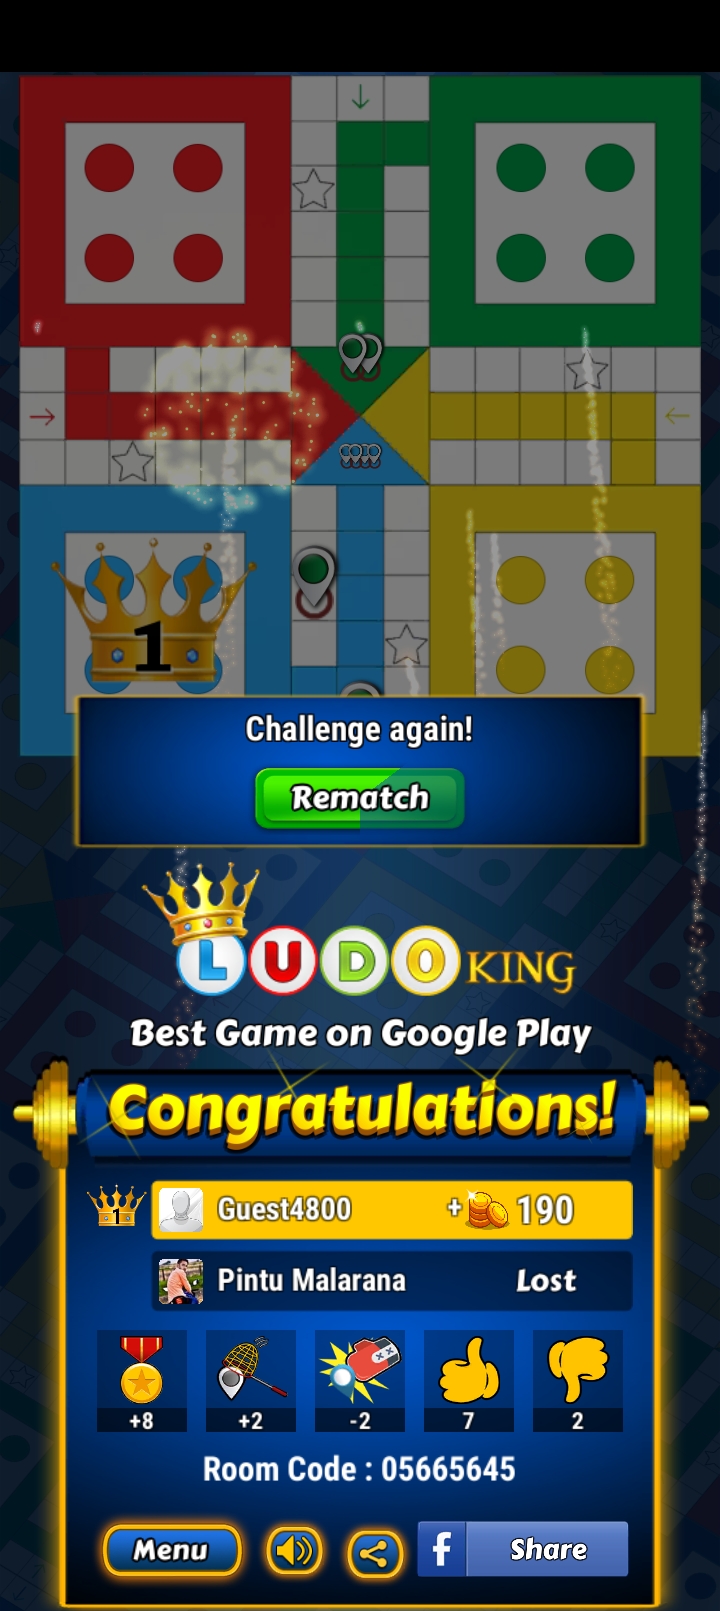 1
Challenge again!
Rematch
LUDO KING
Best Game on Google Play
Congratulations!
1 Guest4800 + 190
Pintu Malarana Lost
+8 +2 -2 7 2
Room Code : 05665645
Menu f Share